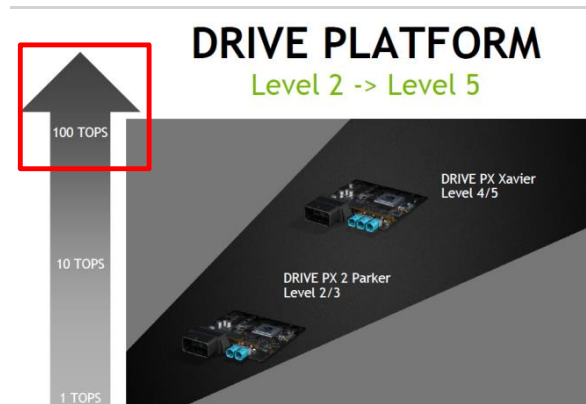 DRIVE PLATFORM
Level 2 -> Level 5
100 TOPS
DRIVE PX Xavier
Level 4/5
10 TOPS
DRIVE PX 2 Parker
Level 2/3
1 TOPS